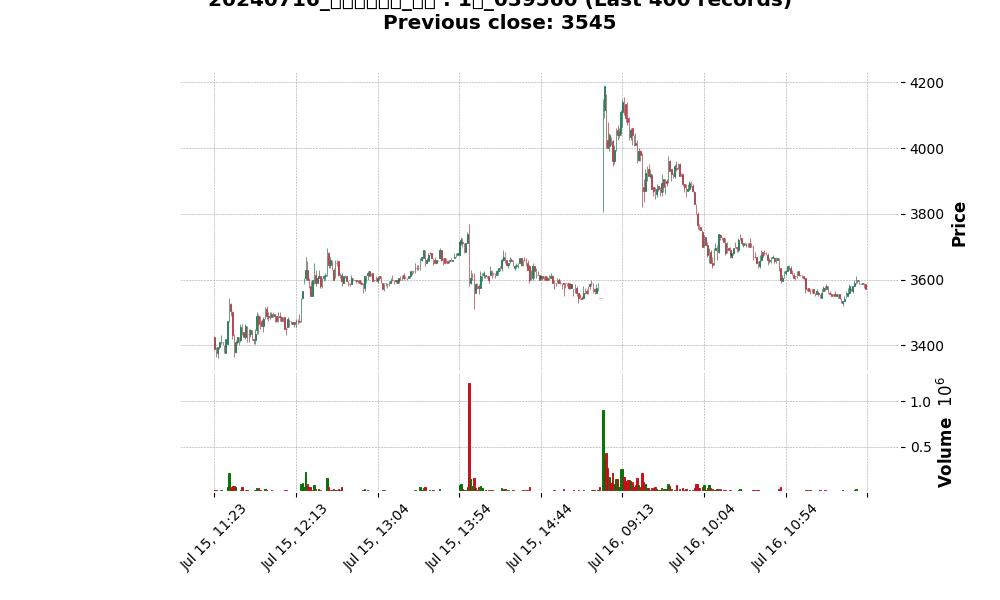 20240716_ _ : 1 _039560 (Last 400 records)
Previous close: 3545
4200
4000
3800
3600
3400
Price
1.0
0.5
Volume 10^6
Jul 15, 11:23
Jul 15, 12:13
Jul 15, 13:04
Jul 15, 13:54
Jul 15, 14:44
Jul 16, 09:13
Jul 16, 10:04
Jul 16, 10:54